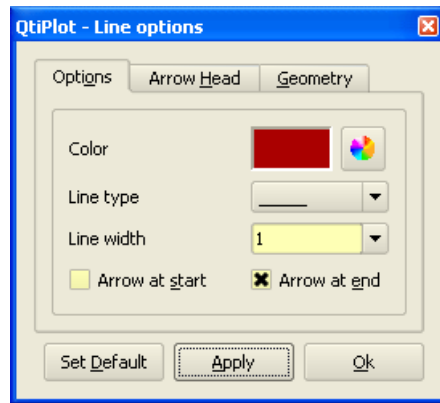 QtiPlot - Line options
Options Arrow Head Geometry
Color
Line type
Line width 1
Arrow at start Arrow at end
Set Default Apply Ok